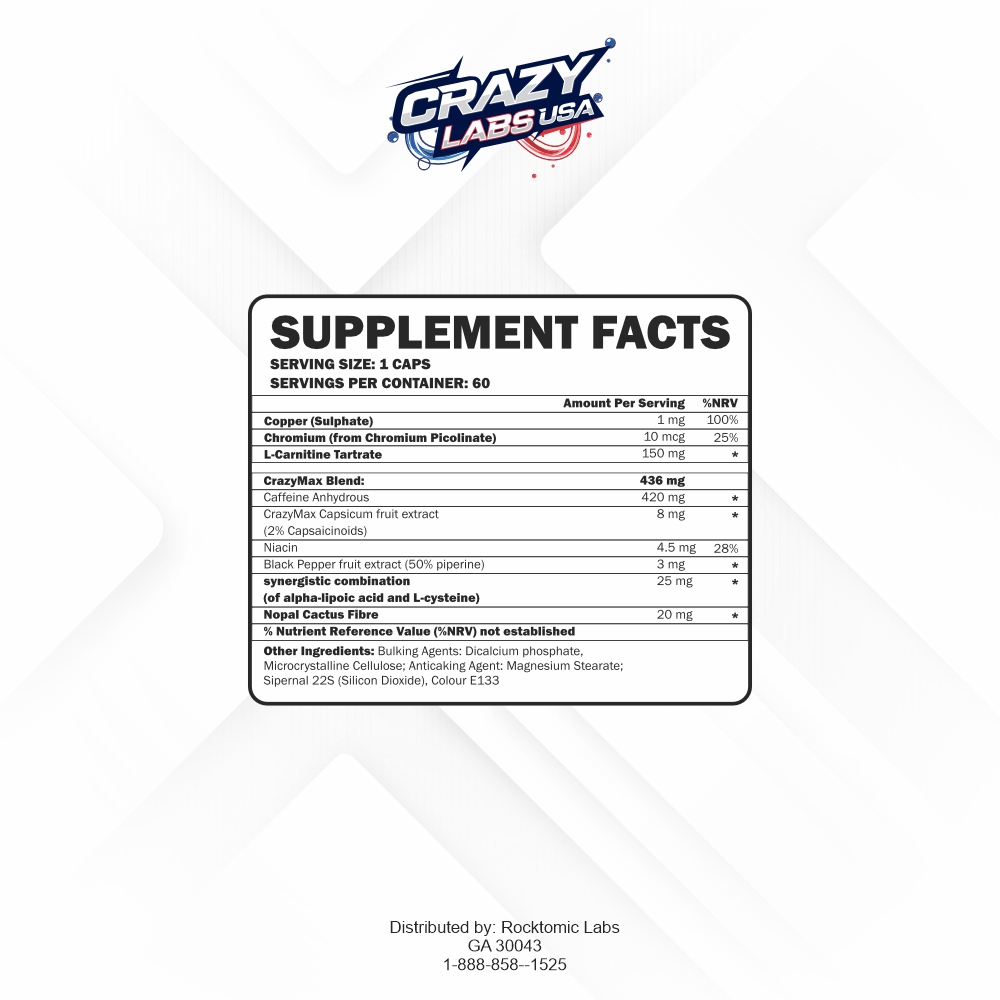 CRAZY
LABS USA
SUPPLEMENT FACTS
SERVING SIZE: 1 CAPS
SERVINGS PER CONTAINER: 60
Amount Per Serving %NRV
Copper (Sulphate) 1 mg 100%
Chromium (from Chromium Picolinate) 10 mcg 25%
L-Carnitine Tartrate 150 mg *
CrazyMax Blend: 436 mg
Caffeine Anhydrous 420 mg *
CrazyMax Capsicum fruit extract 8 mg *
(2% Capsaicinoids)
Niacin 4.5 mg 28%
Black Pepper fruit extract (50% piperine) 3 mg *
synergistic combination 25 mg *
(of alpha-lipoic acid and L-cysteine)
Nopal Cactus Fibre 20 mg *
% Nutrient Reference Value (%NRV) not established
Other Ingredients: Bulking Agents: Dicalcium phosphate,
Microcrystalline Cellulose; Anticaking Agent: Magnesium Stearate;
Sipernal 22S (Silicon Dioxide), Colour E133
Distributed by: Rocktomic Labs
GA 30043
1-888-858--1525